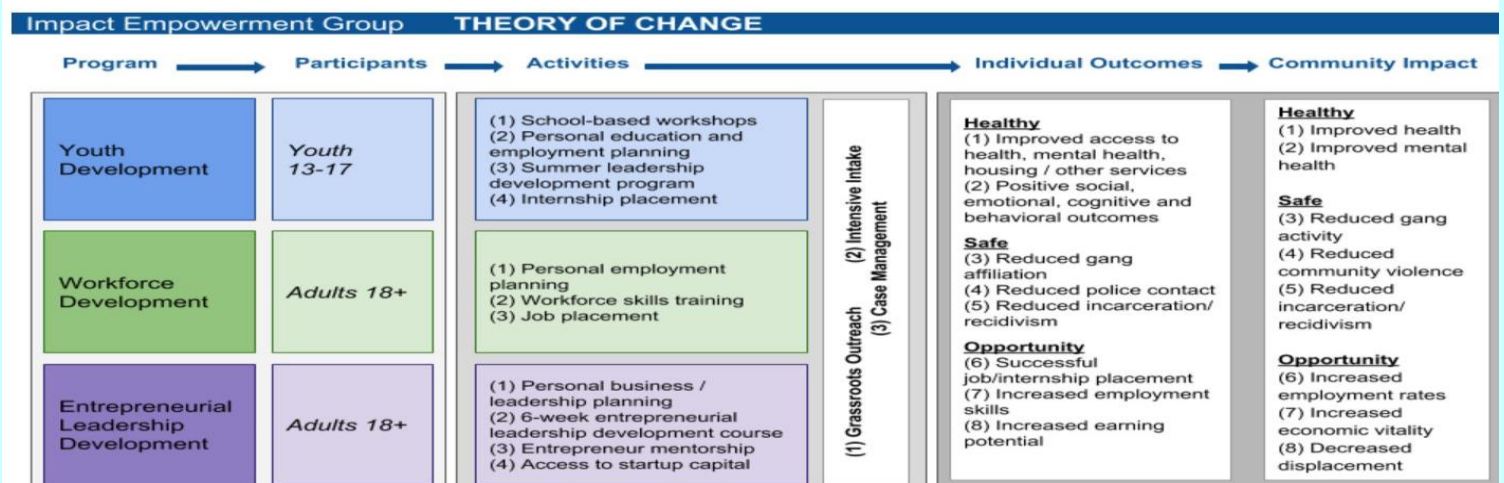 Impact Empowerment Group THEORY OF CHANGE
Program Participants Activities Individual Outcomes Community Impact
Youth
Development
Youth
13-17
(1) School-based workshops
(2) Personal education and
employment planning
(3) Summer leadership
development program
(4) Internship placement
Workforce
Development
Adults 18+
(1) Personal employment
planning
(2) Workforce skills training
(3) Job placement
Entrepreneurial
Leadership
Development
Adults 18+
(1) Personal business /
leadership planning
(2) 6-week entrepreneurial
leadership development course
(3) Entrepreneur mentorship
(4) Access to startup capital
(1) Grassroots Outreach (2) Intensive Intake
(3) Case Management
Healthy
(1) Improved access to
health, mental health,
housing / other services
(2) Positive social,
emotional, cognitive and
behavioral outcomes
Safe
(3) Reduced gang
affiliation
(4) Reduced police contact
(5) Reduced incarceration/
recidivism
Opportunity
(6) Successful
job/internship placement
(7) Increased employment
skills
(8) Increased earning
potential
Healthy
(1) Improved health
(2) Improved mental
health
Safe
(3) Reduced gang
activity
(4) Reduced
community violence
(5) Reduced
incarceration/
recidivism
Opportunity
(6) Increased
employment rates
(7) Increased
economic vitality
(8) Decreased
displacement